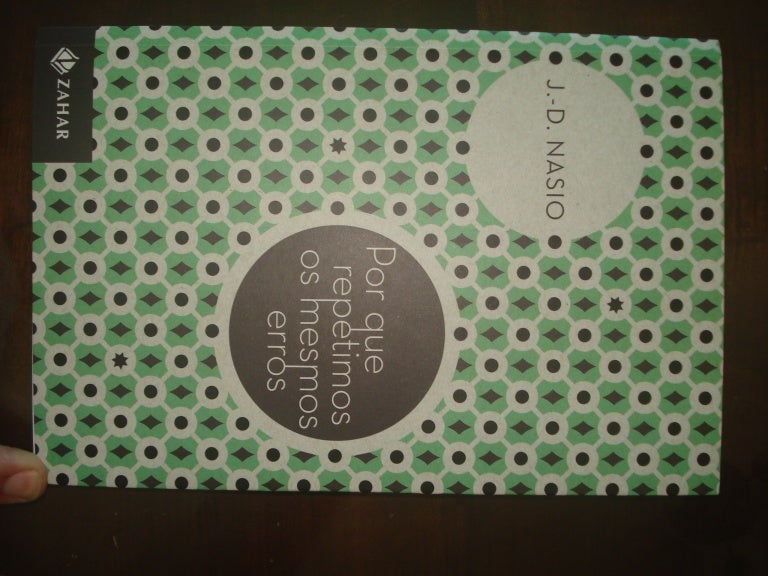 J.-D. NASIO
Por que
repetimos
os mesmos
erros
ZAHAR